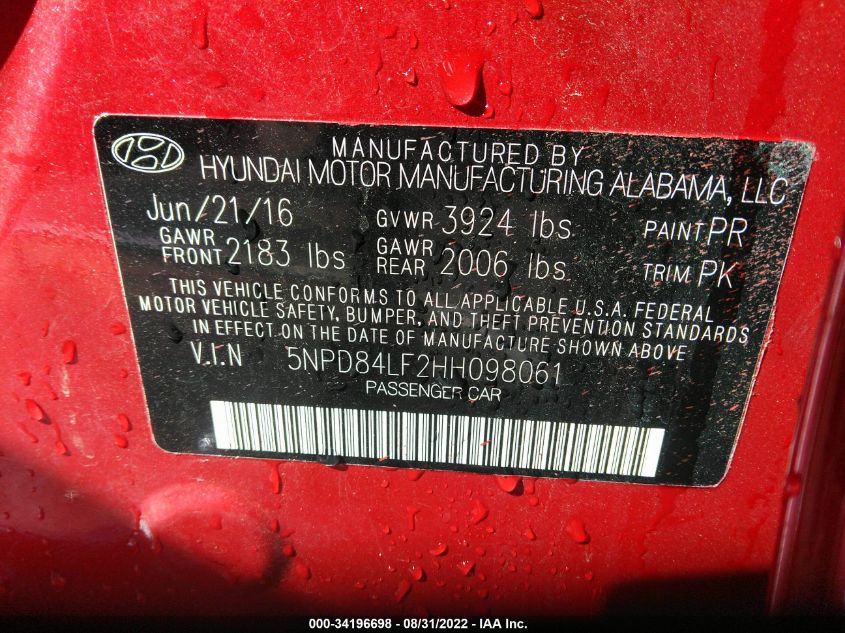 MANUFACTURED BY
HYUNDAI MOTOR MANUFACTURING ALABAMA, LLC
Jun/21/16 GVWR 3924 lbs PAINT PR
GAWR FRONT 2183 lbs GAWR REAR 2006 lbs TRIM PK
THIS VEHICLE CONFORMS TO ALL APPLICABLE U.S.A. FEDERAL
MOTOR VEHICLE SAFETY, BUMPER, AND THEFT PREVENTION STANDARDS
IN EFFECT ON THE DATE OF MANUFACTURE SHOWN ABOVE
V.I.N 5NPD84LF2HH098061
PASSENGER CAR
000-34196698 - 08/31/2022 - IAA Inc.